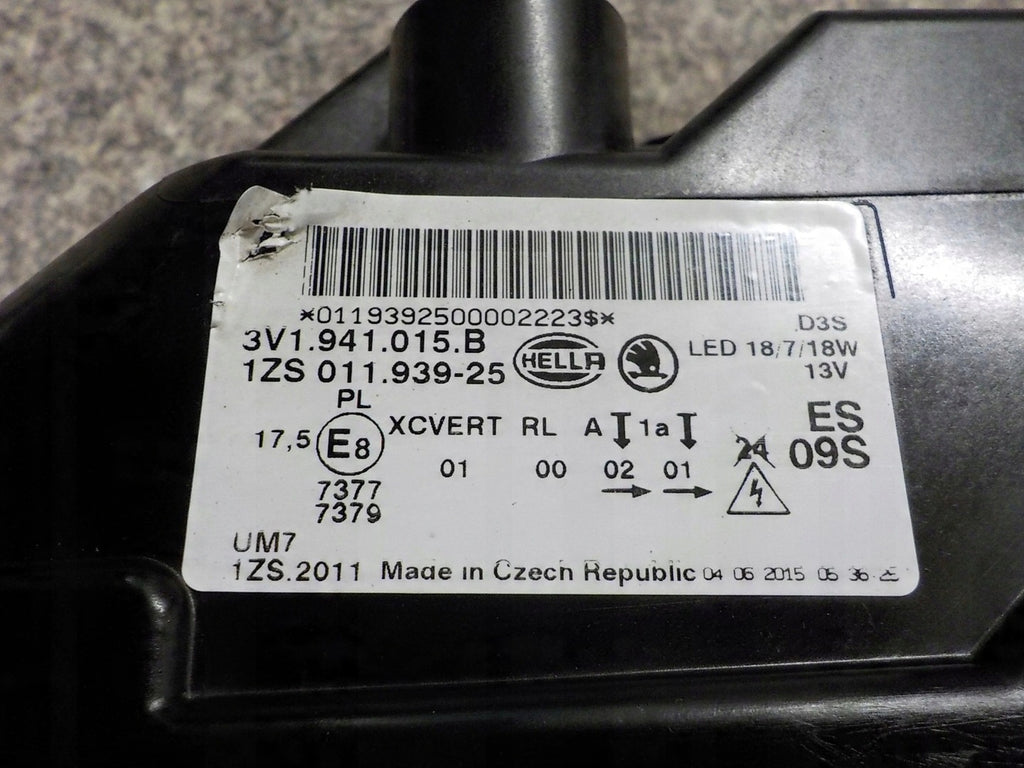 *0119392500002223$*
3V1.941.015.B
1ZS 011.939-25
HELLA
D3S
LED 18/7/18W
13V
PL
17,5 E8 XCVERT RL A 1a
01 00 02 01
7377
7379
24
ES
09S
UM7
1ZS.2011 Made in Czech Republic 04 06 2015 05 36